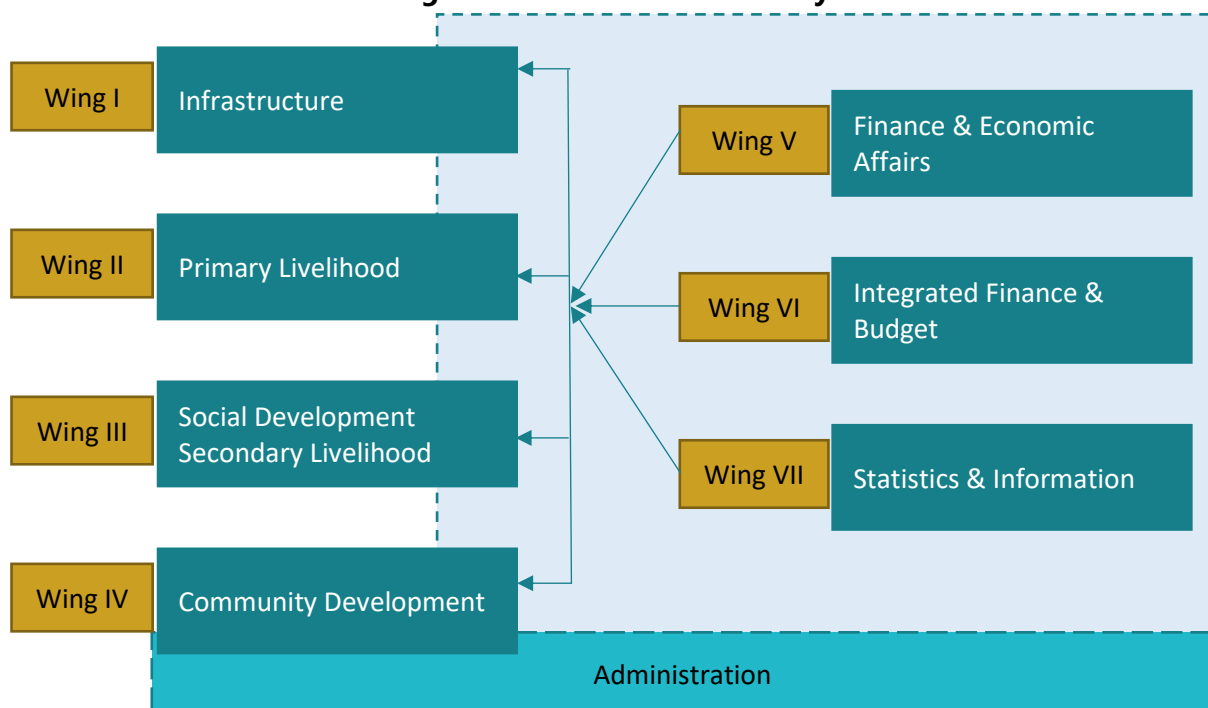 Wing I
Infrastructure
Wing II
Primary Livelihood
Wing III
Social Development
Secondary Livelihood
Wing IV
Community Development
Wing V
Finance & Economic
Affairs
Wing VI
Integrated Finance &
Budget
Wing VII
Statistics & Information
Administration